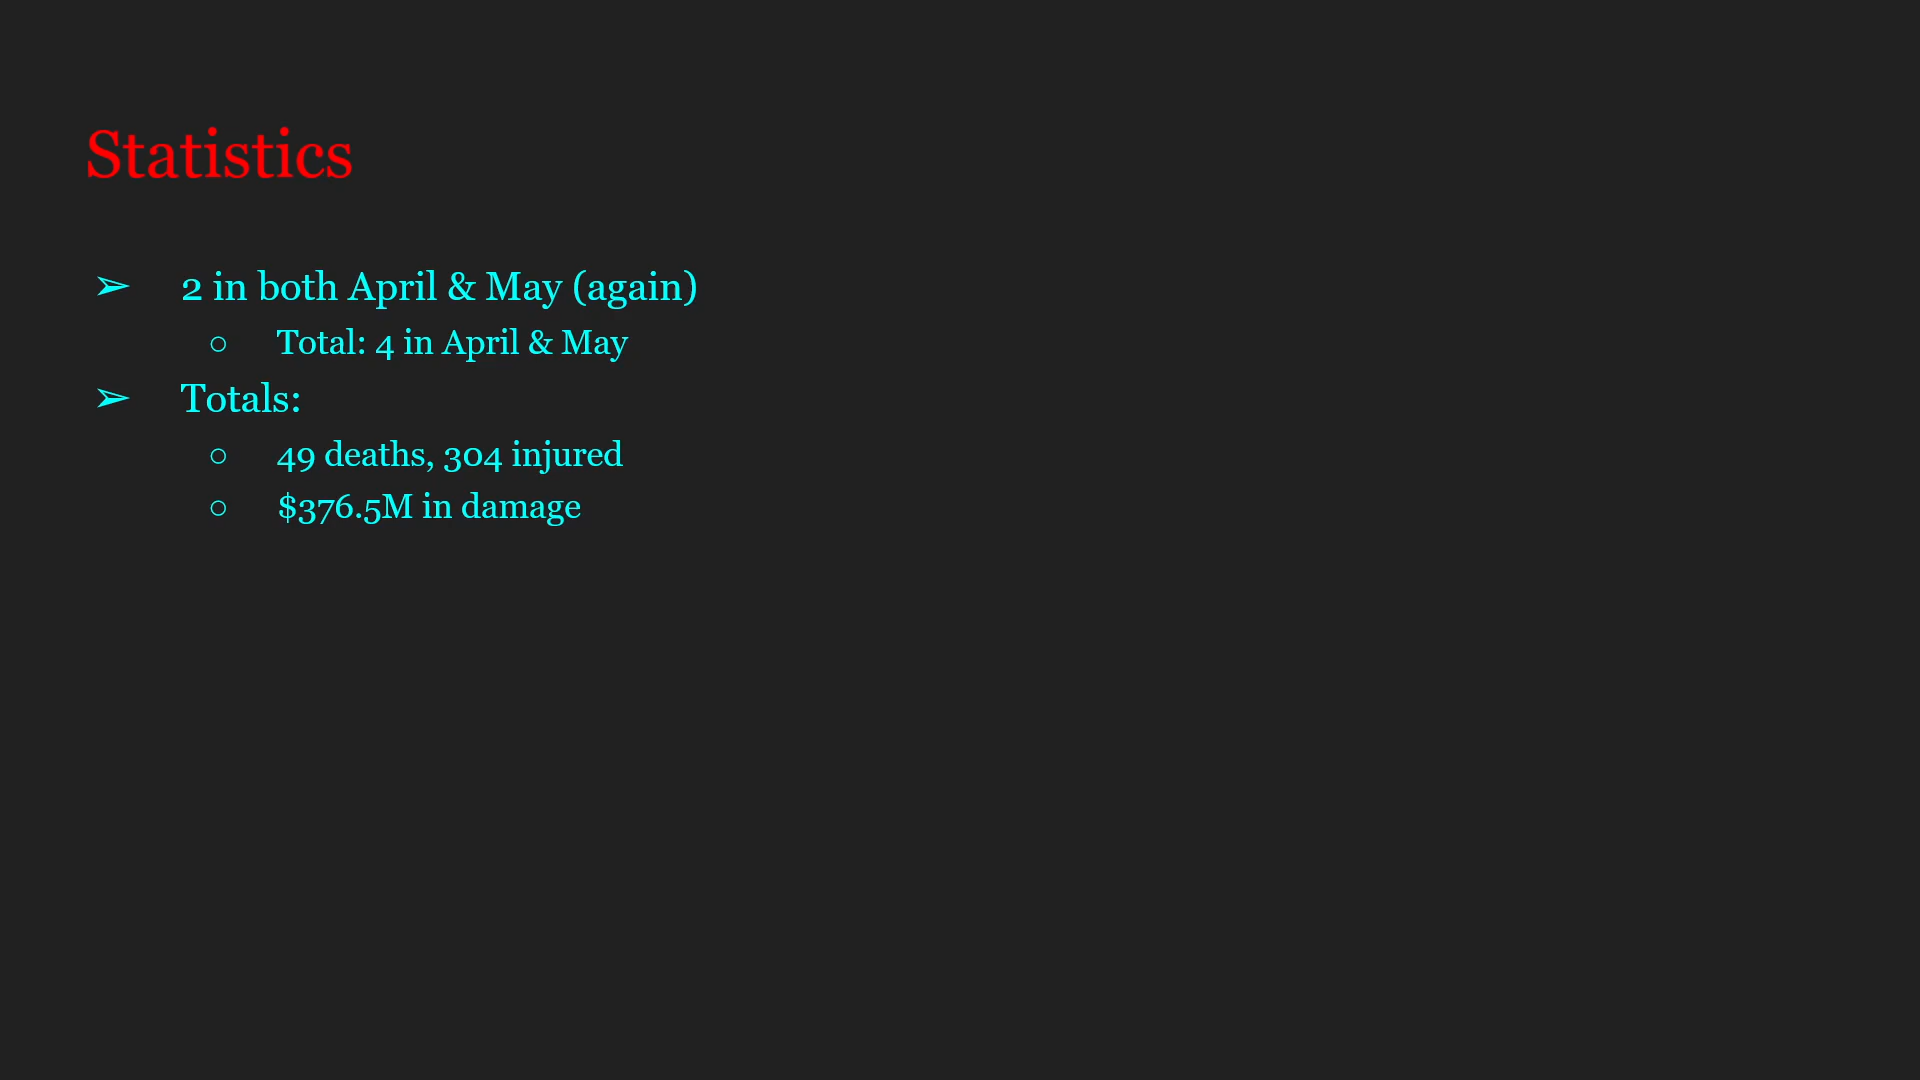 Statistics
➢ 2 in both April & May (again)
○ Total: 4 in April & May
➢ Totals:
○ 49 deaths, 304 injured
○ $376.5M in damage